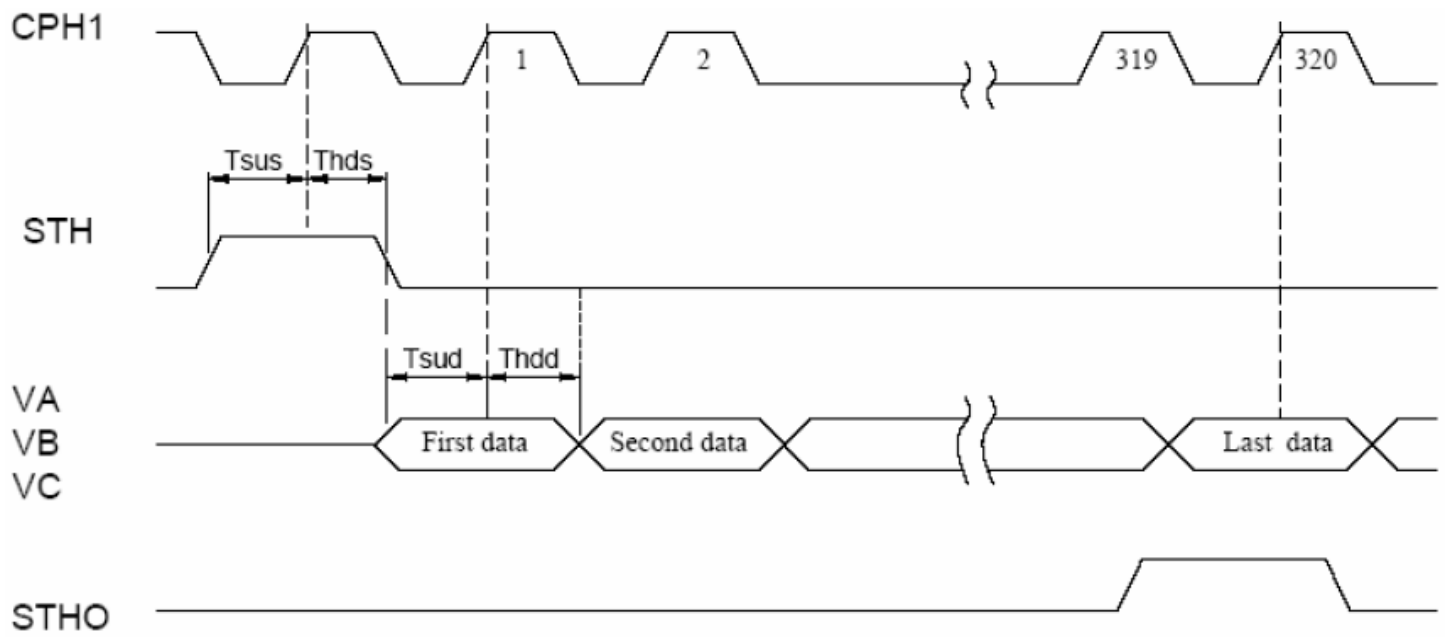 CPH1
1
2
319
320
Tsus
Thds
STH
Tsud
Thdd
VA
VB
VC
First data
Second data
Last data
STHO